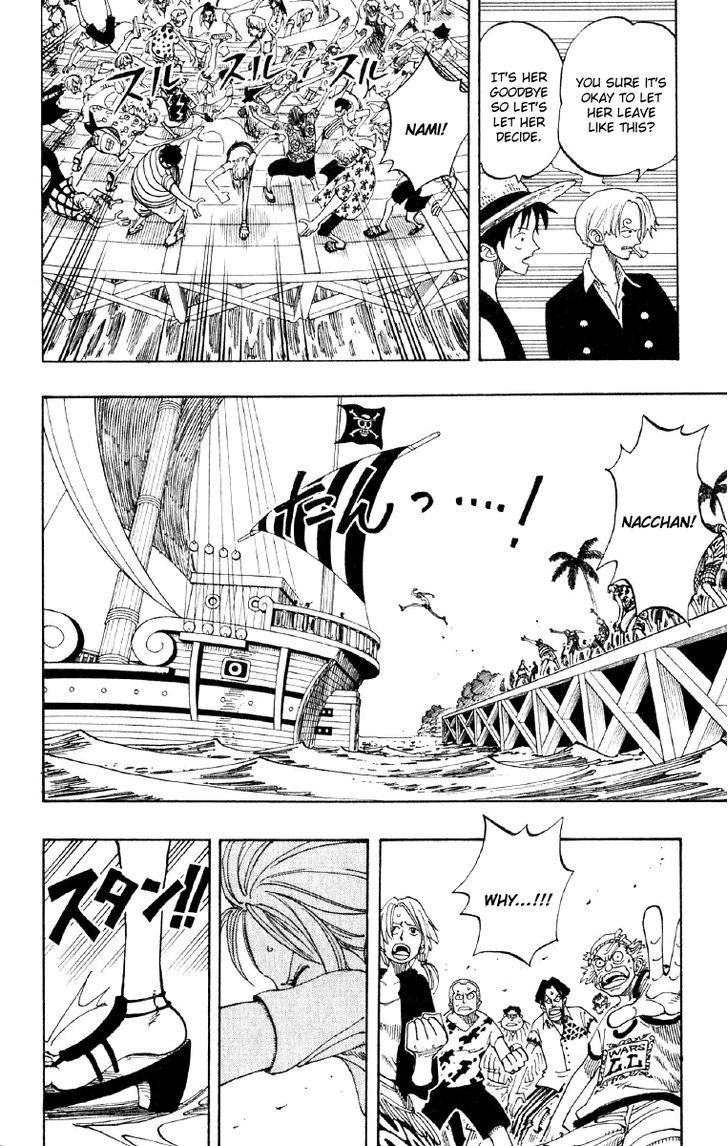 YOU SURE IT'S
OKAY TO LET
HER LEAVE
LIKE THIS?
IT'S HER
GOODBYE
SO LET'S
LET HER
DECIDE.
NAMI!
スル スル スル
NACCHAN!
たんっ····!
WHY...!!!
WARS
スタン!!